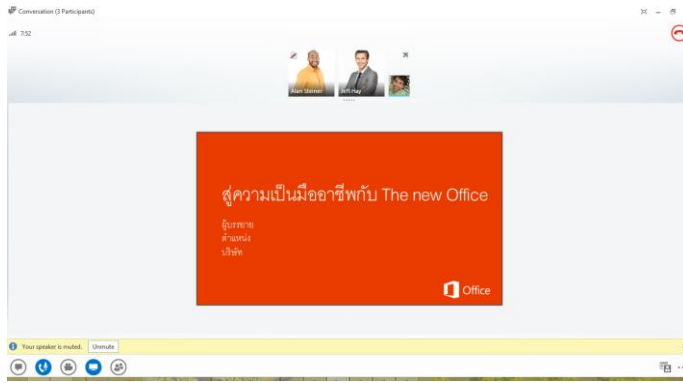 Conversation (3 Participants)
7:52
Alan Steiner
Jeff Hay
สู่ความเป็นมืออาชีพกับ The new Office
ผู้บรรยาย
ตำแหน่ง
บริษัท
Office
Your speaker is muted. Unmute